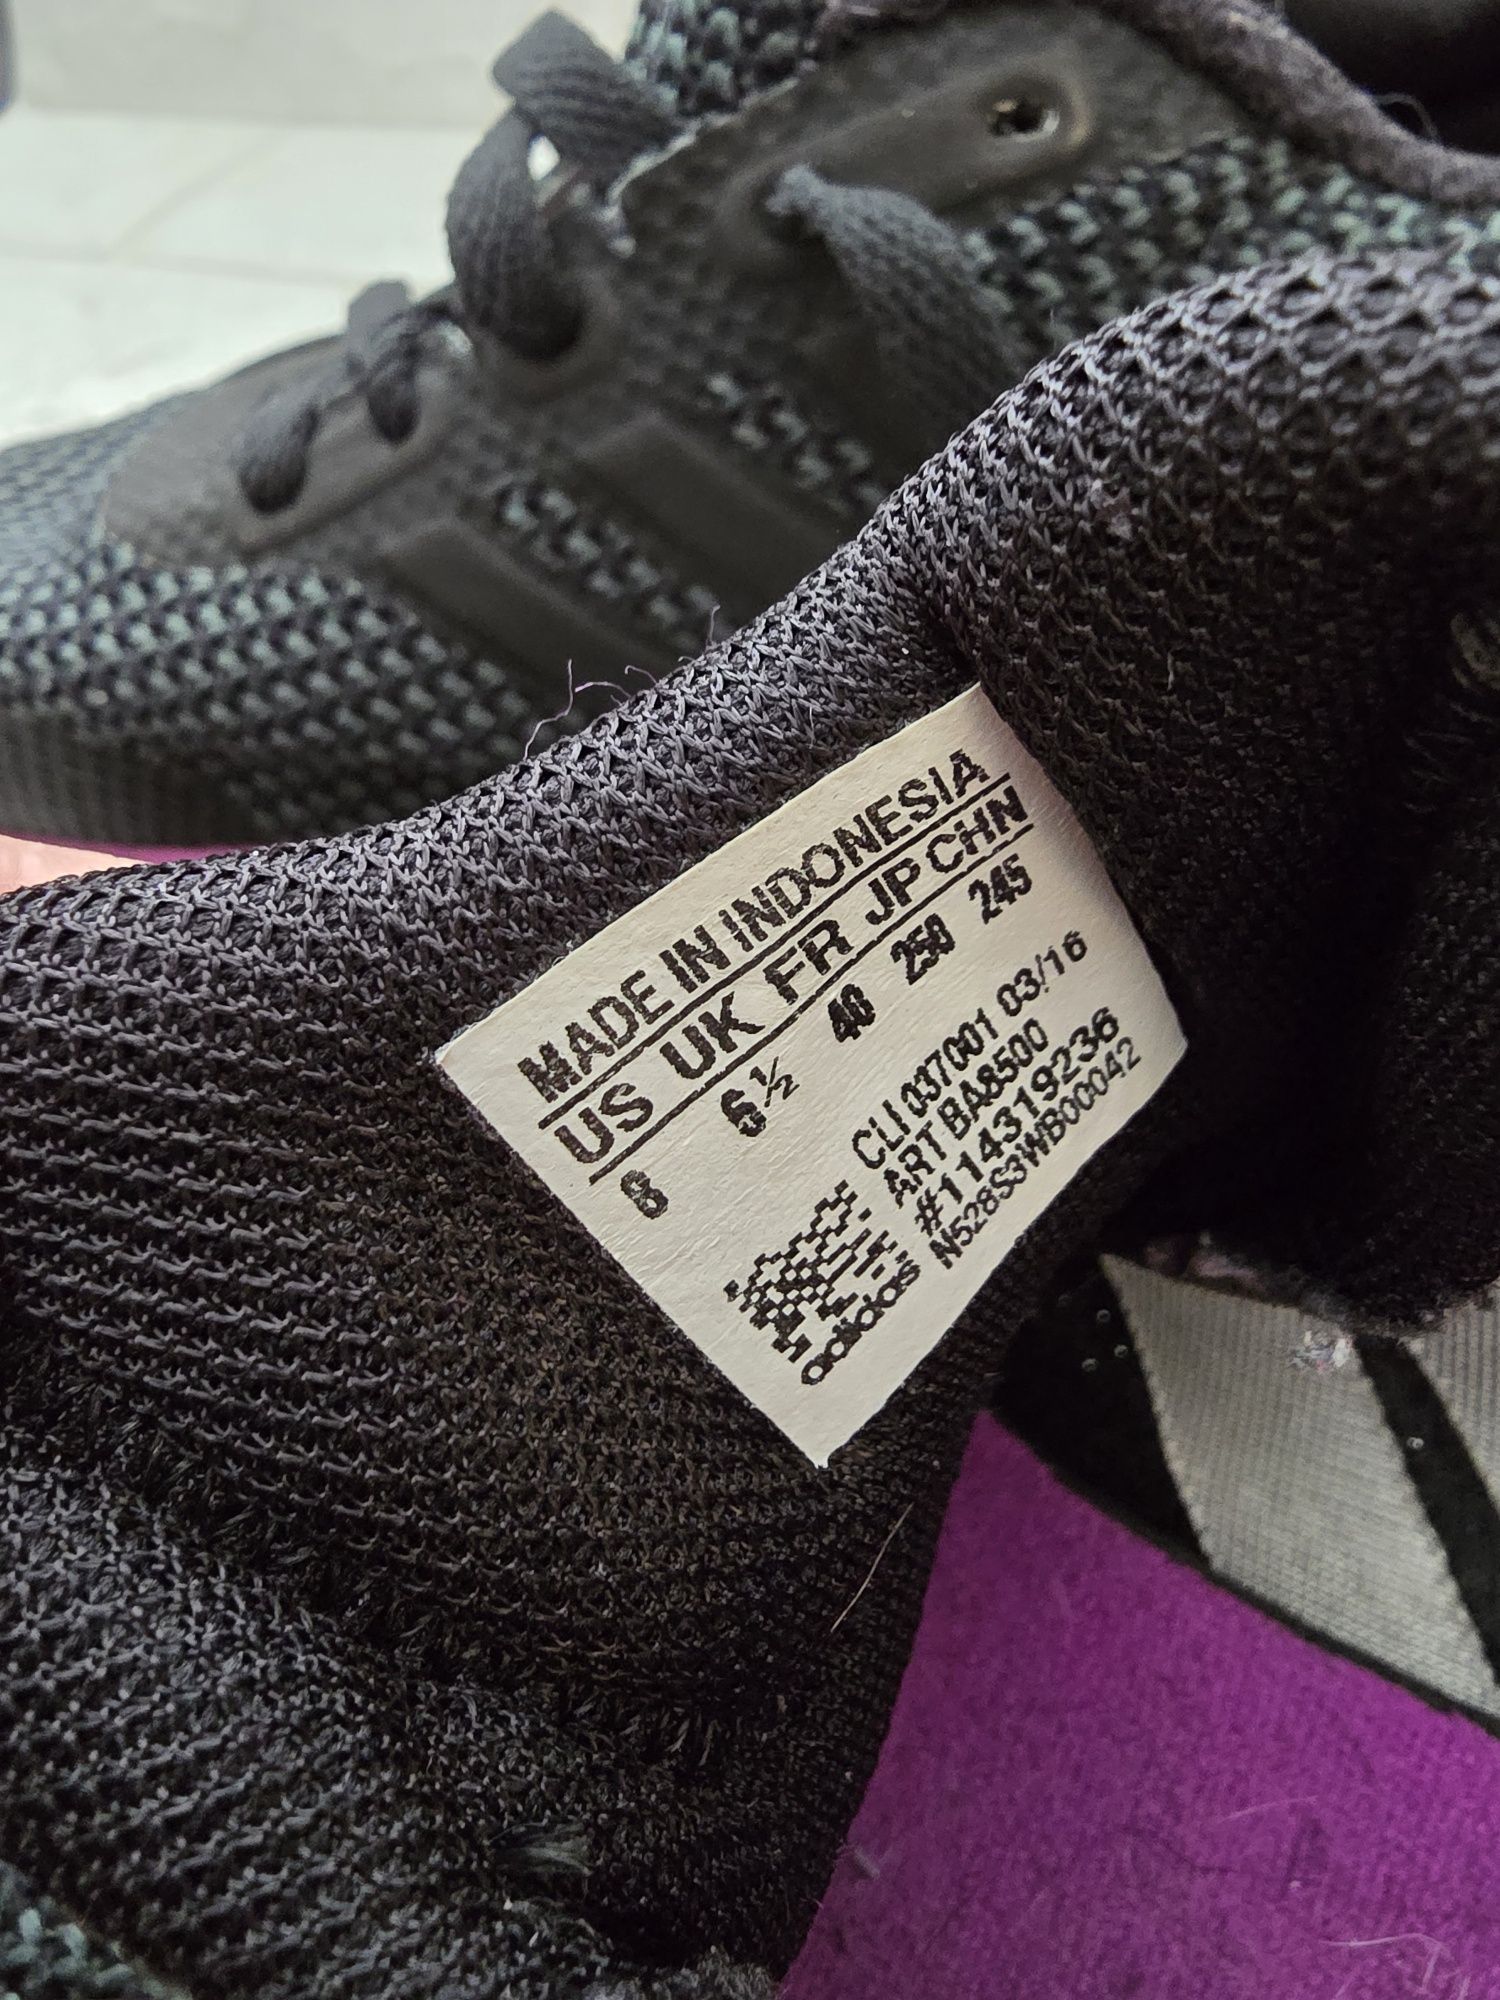 MADE IN INDONESIA
US UK FR JP CHN
8 6½ 40 250 245
CLI 037001 03/16
ART BA8500
#114319236
adidas N528S3WB00042